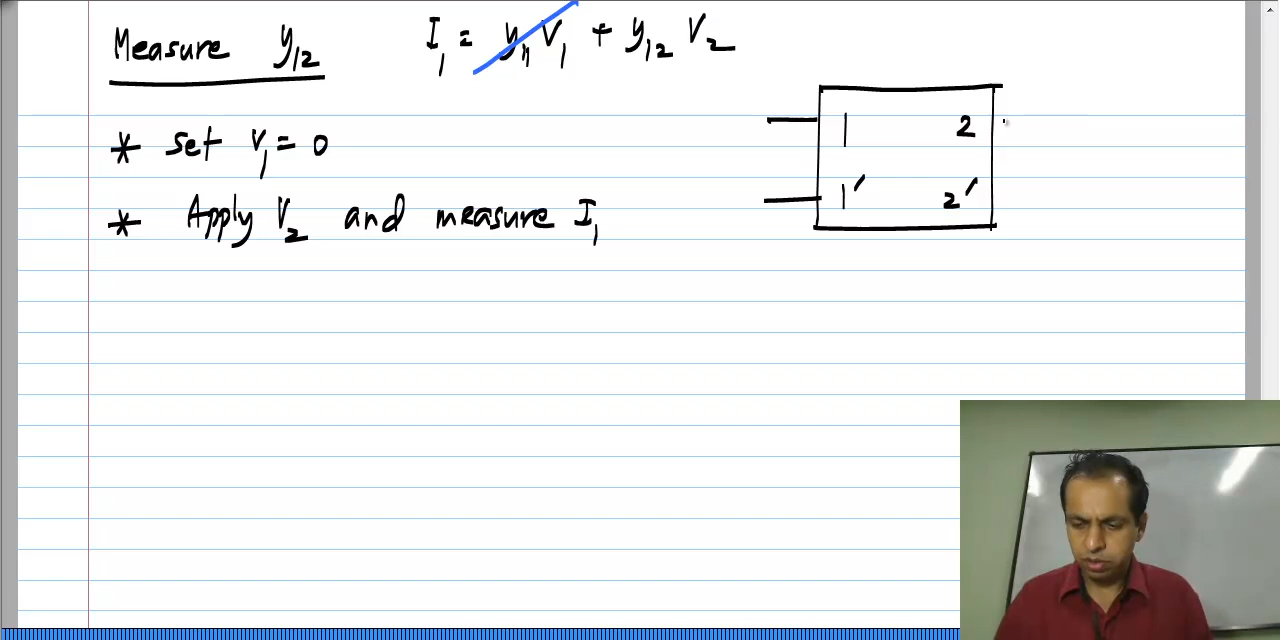 Measure y12 I1 = y11 V1 + y12 V2
* set V1 = 0
* Apply V2 and measure I1
1 2
1' 2'